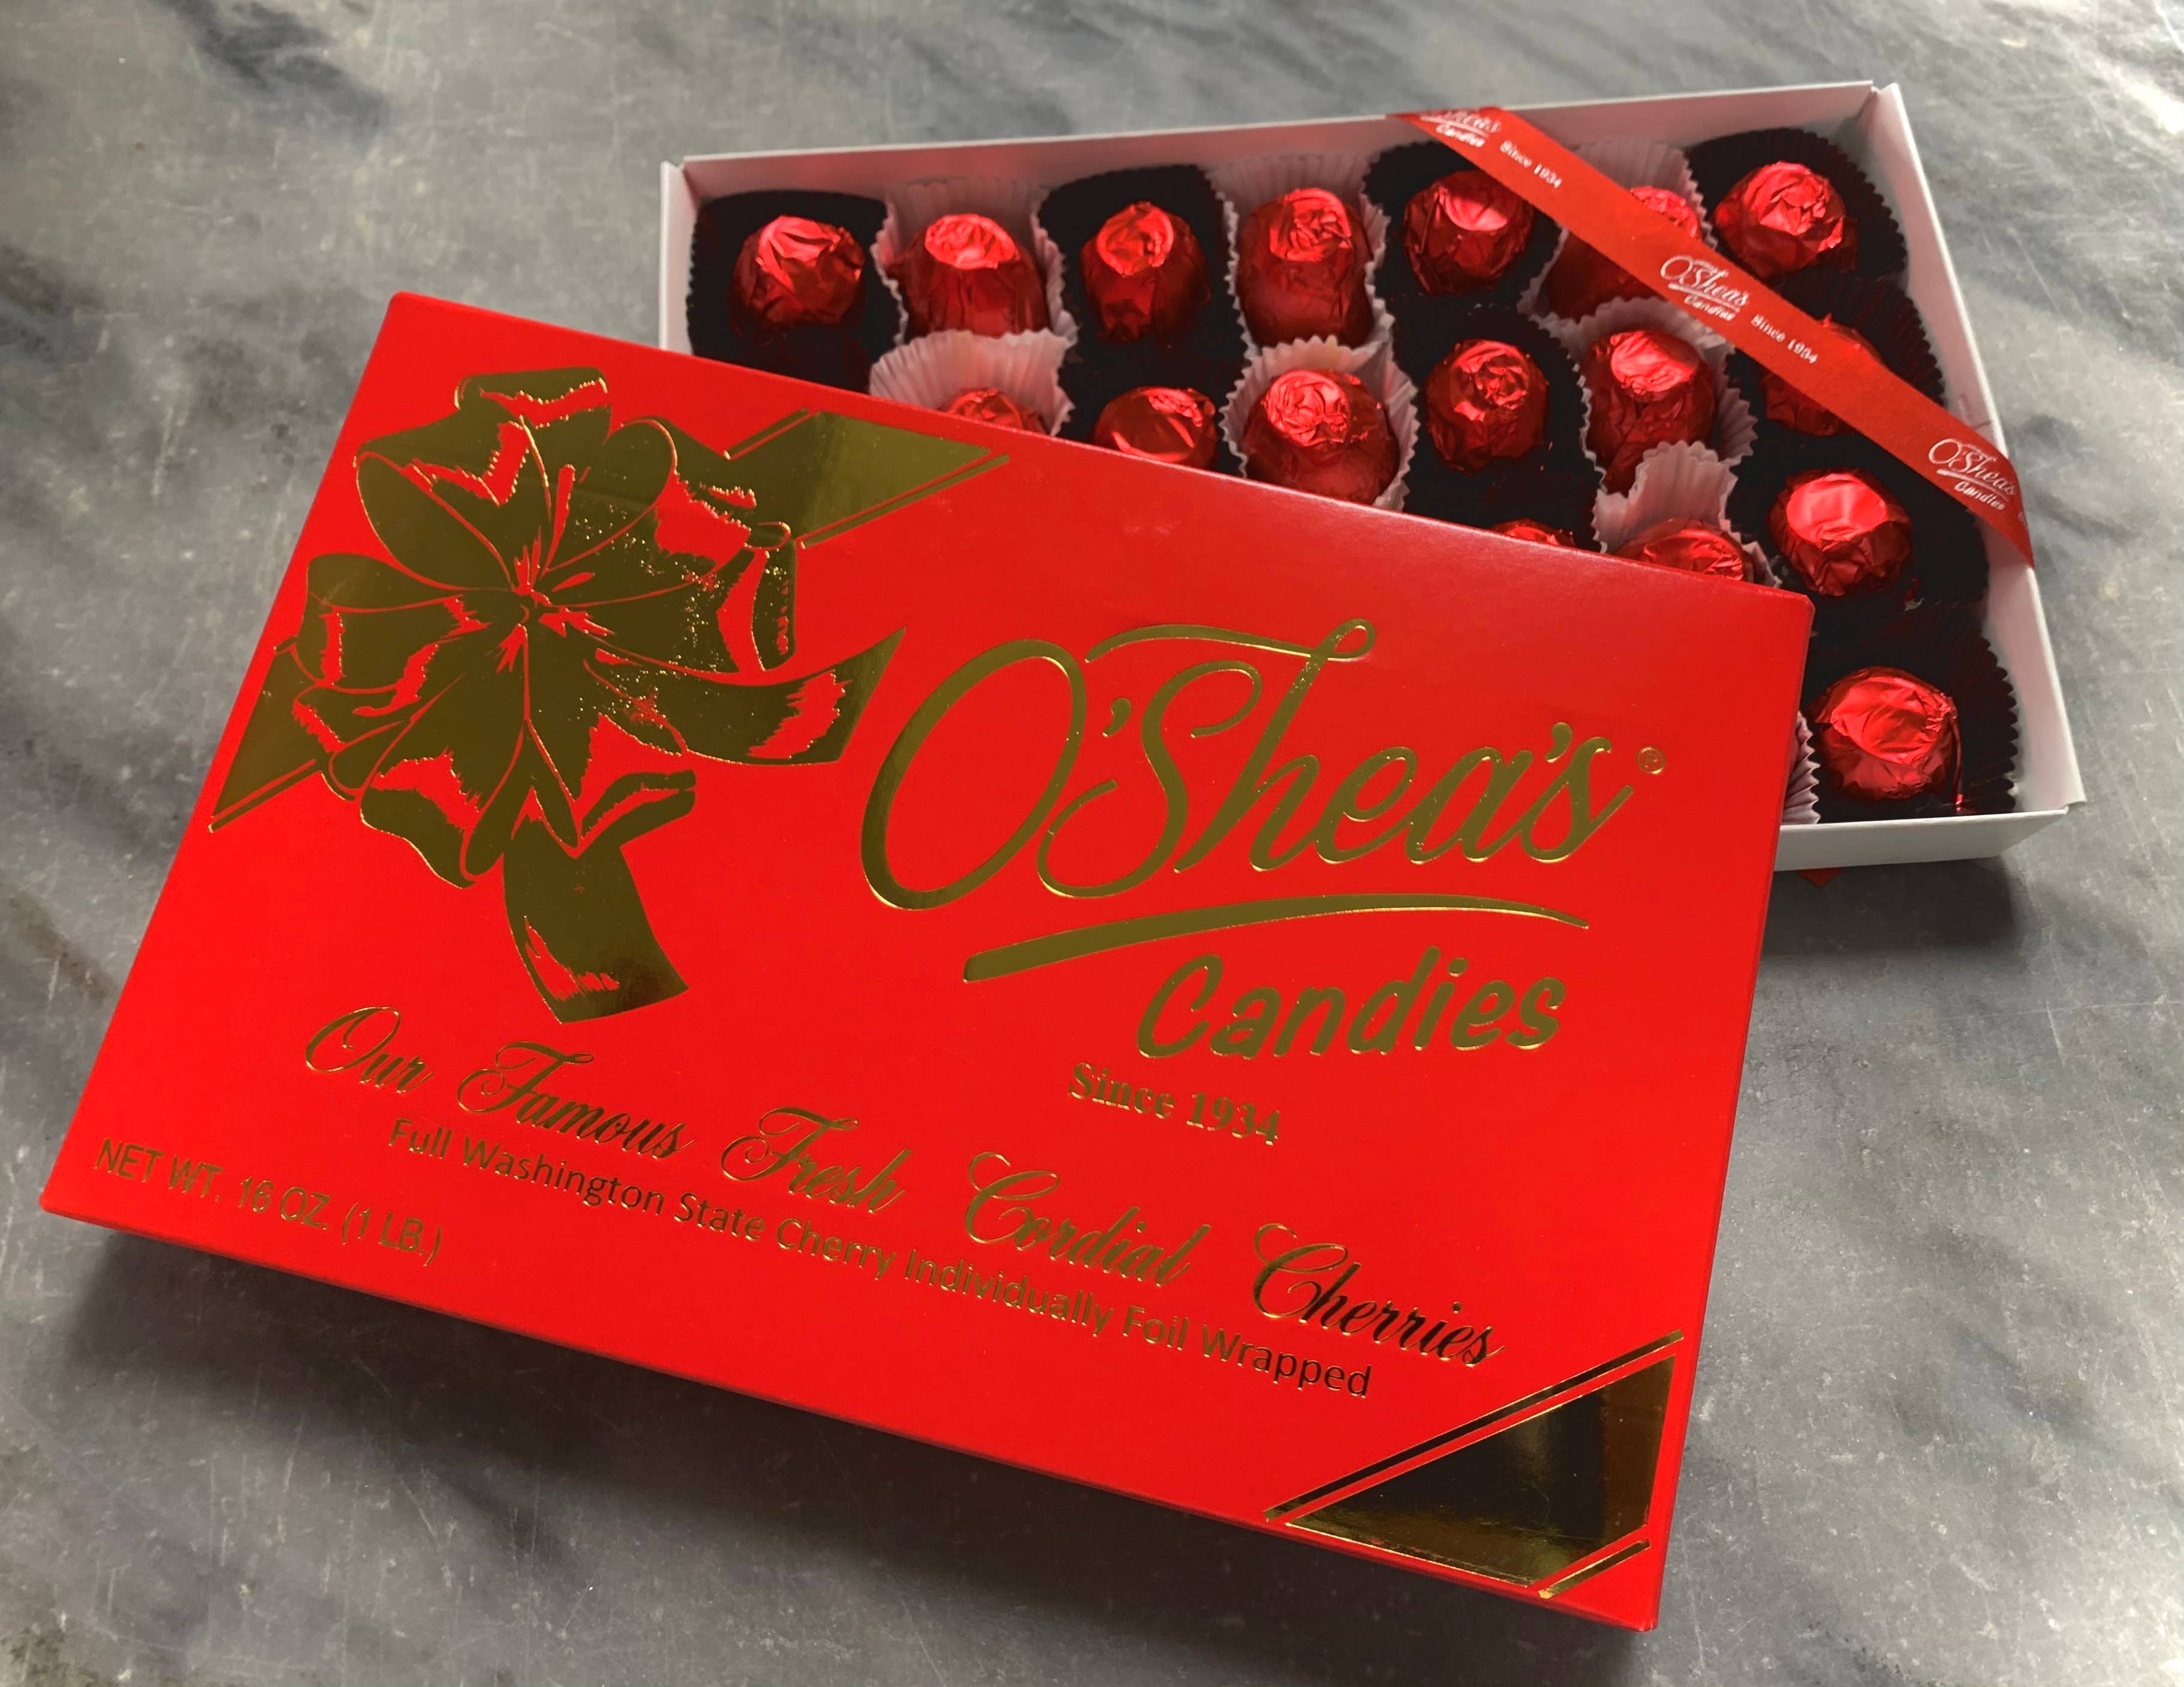 O'Shea's
Candies
Since 1934
O'Shea's
Candies
Since 1934
O'Shea's
Candies
O'Shea's®
Candies
Since 1934
Our Famous Fresh Cordial Cherries
Full Washington State Cherry Individually Foil Wrapped
NET WT. 16 OZ. (1 LB.)